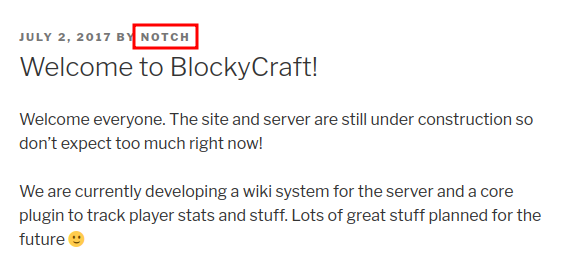 JULY 2, 2017 BY NOTCH
Welcome to BlockyCraft!
Welcome everyone. The site and server are still under construction so
don't expect too much right now!
We are currently developing a wiki system for the server and a core
plugin to track player stats and stuff. Lots of great stuff planned for the
future 🙂